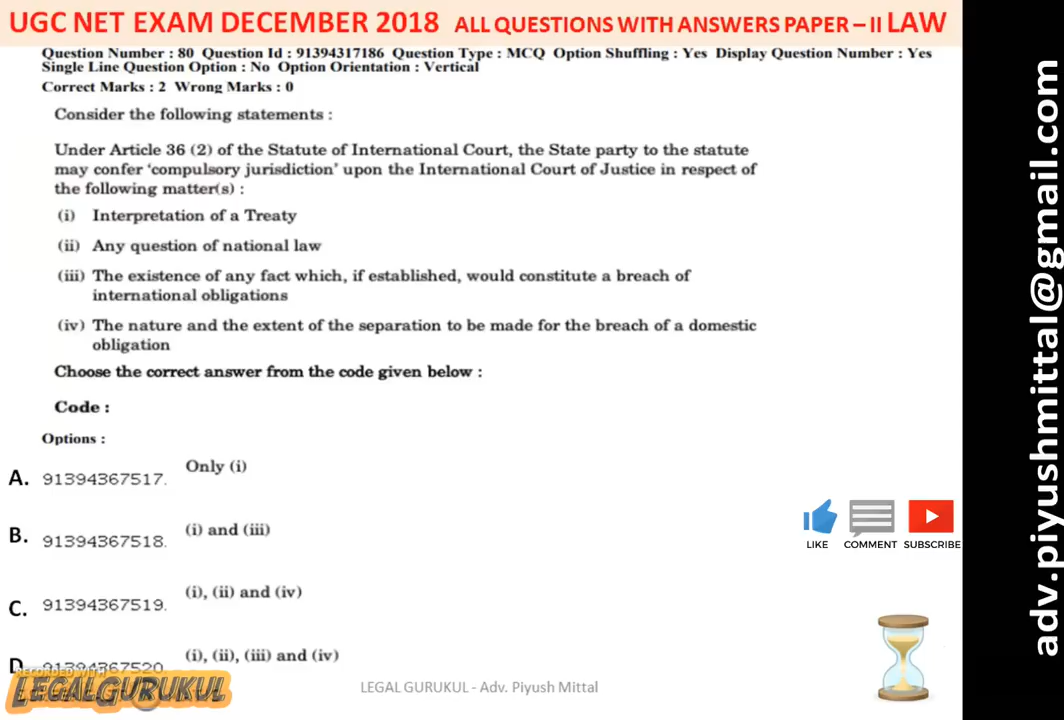 UGC NET EXAM DECEMBER 2018 ALL QUESTIONS WITH ANSWERS PAPER – II LAW
Question Number : 80 Question Id : 91394317186 Question Type : MCQ Option Shuffling : Yes Display Question Number : Yes
Single Line Question Option : No Option Orientation : Vertical
Correct Marks : 2 Wrong Marks : 0
Consider the following statements :
Under Article 36 (2) of the Statute of International Court, the State party to the statute
may confer ‘compulsory jurisdiction’ upon the International Court of Justice in respect of
the following matter(s) :
(i) Interpretation of a Treaty
(ii) Any question of national law
(iii) The existence of any fact which, if established, would constitute a breach of
international obligations
(iv) The nature and the extent of the separation to be made for the breach of a domestic
obligation
Choose the correct answer from the code given below :
Code :
Options :
A. 91394367517. Only (i)
B. 91394367518. (i) and (iii)
C. 91394367519. (i), (ii) and (iv)
D. 91394367520. (i), (ii), (iii) and (iv)
LIKE COMMENT SUBSCRIBE
RECORDED WITH
LEGALGURUKUL
LEGAL GURUKUL - Adv. Piyush Mittal
adv.piyushmittal@gmail.com